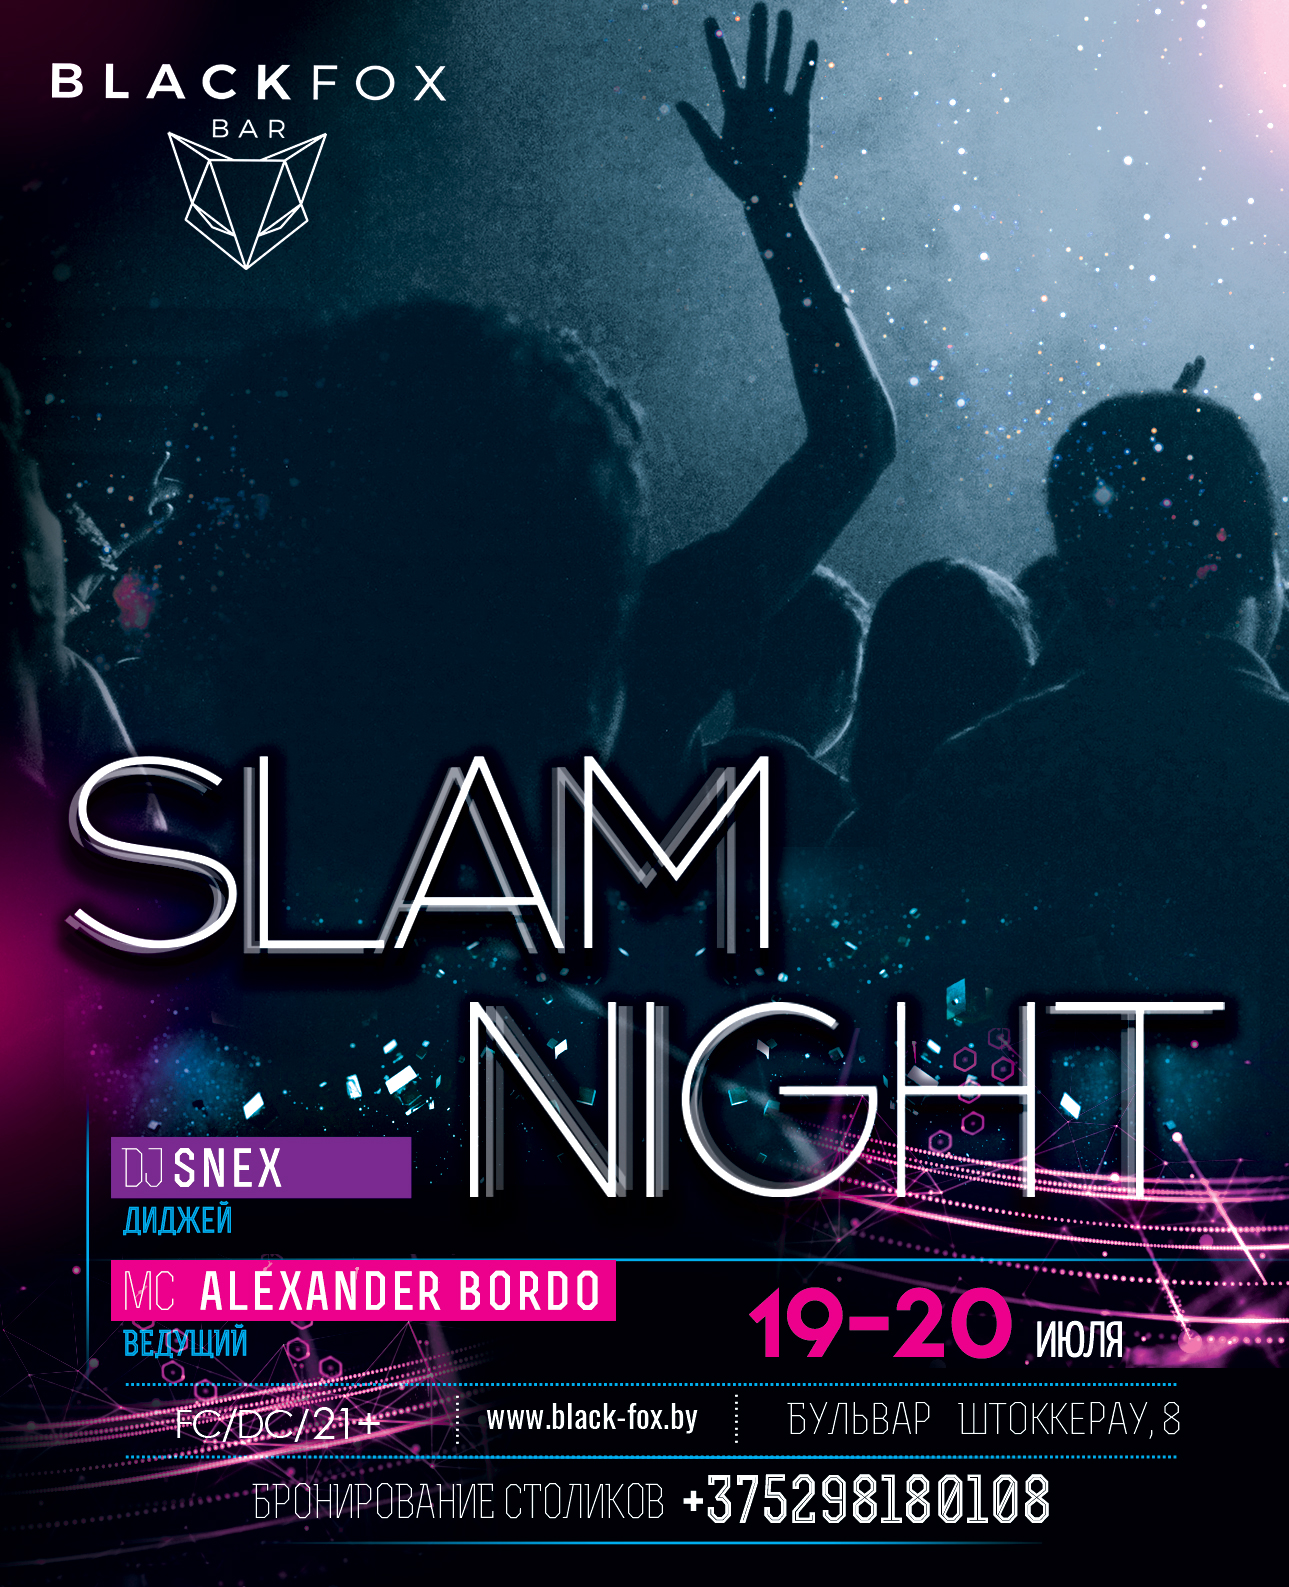 BLACKFOX
BAR
SLAM
NIGHT
DJ SNEX
ДИДЖЕЙ
MC ALEXANDER BORDO
ВЕДУЩИЙ
19-20 ИЮЛЯ
FC/DC/21+
www.black-fox.by
БУЛЬВАР ШТОККЕРАУ, 8
БРОНИРОВАНИЕ СТОЛИКОВ +375298180108